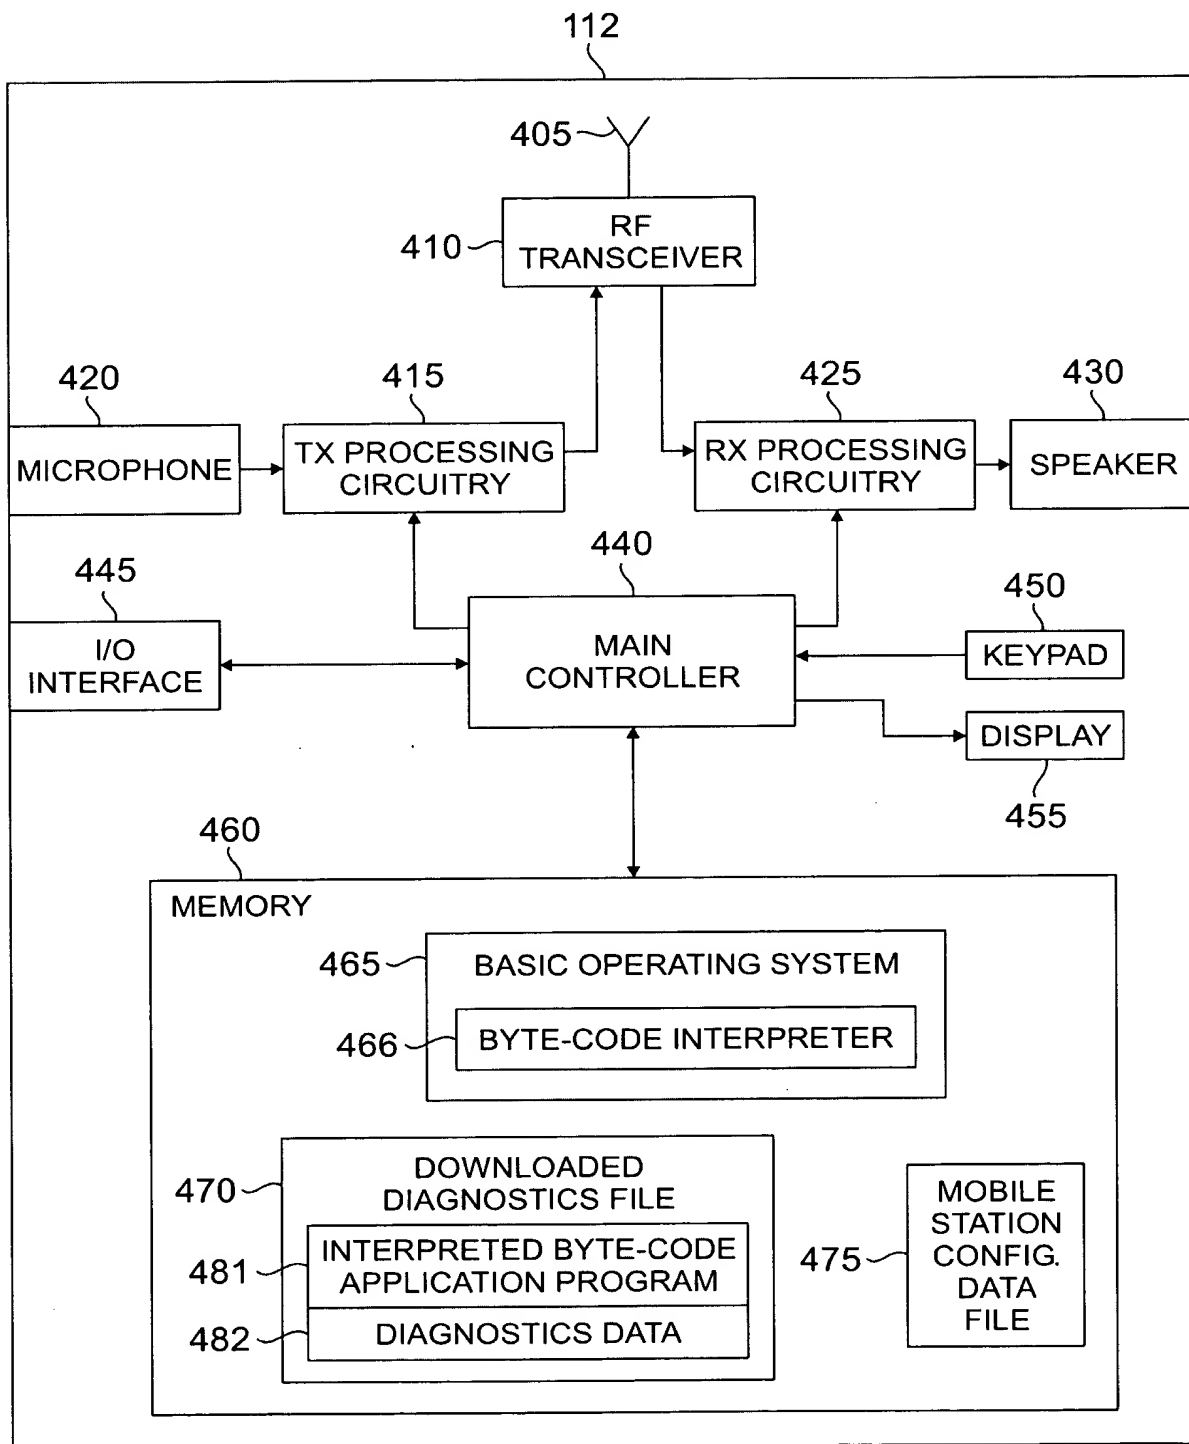 112
405
RF
TRANSCEIVER
410
420
415
425
430
MICROPHONE
TX PROCESSING
CIRCUITRY
RX PROCESSING
CIRCUITRY
SPEAKER
440
445
450
I/O
INTERFACE
MAIN
CONTROLLER
KEYPAD
DISPLAY
455
460
MEMORY
465
BASIC OPERATING SYSTEM
466
BYTE-CODE INTERPRETER
470
DOWNLOADED
DIAGNOSTICS FILE
481
INTERPRETED BYTE-CODE
APPLICATION PROGRAM
482
DIAGNOSTICS DATA
475
MOBILE
STATION
CONFIG.
DATA
FILE